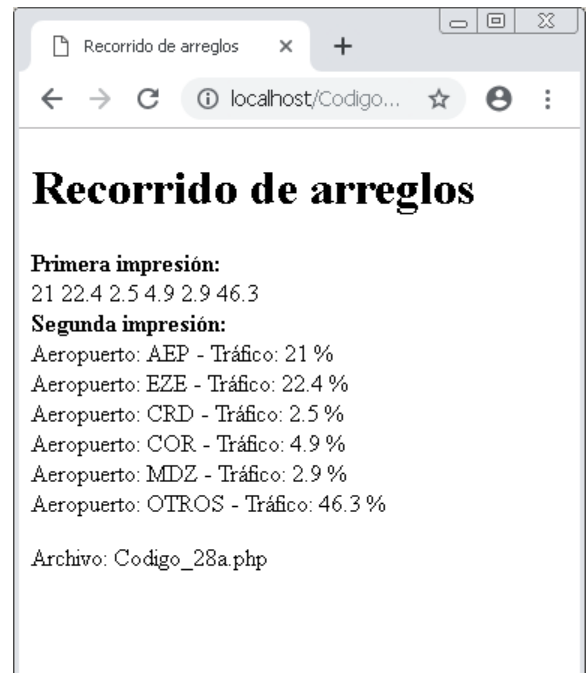 Recorrido de arreglos
localhost/Codigo...
Recorrido de arreglos
Primera impresión:
21 22.4 2.5 4.9 2.9 46.3
Segunda impresión:
Aeropuerto: AEP - Tráfico: 21 %
Aeropuerto: EZE - Tráfico: 22.4 %
Aeropuerto: CRD - Tráfico: 2.5 %
Aeropuerto: COR - Tráfico: 4.9 %
Aeropuerto: MDZ - Tráfico: 2.9 %
Aeropuerto: OTROS - Tráfico: 46.3 %
Archivo: Codigo_28a.php